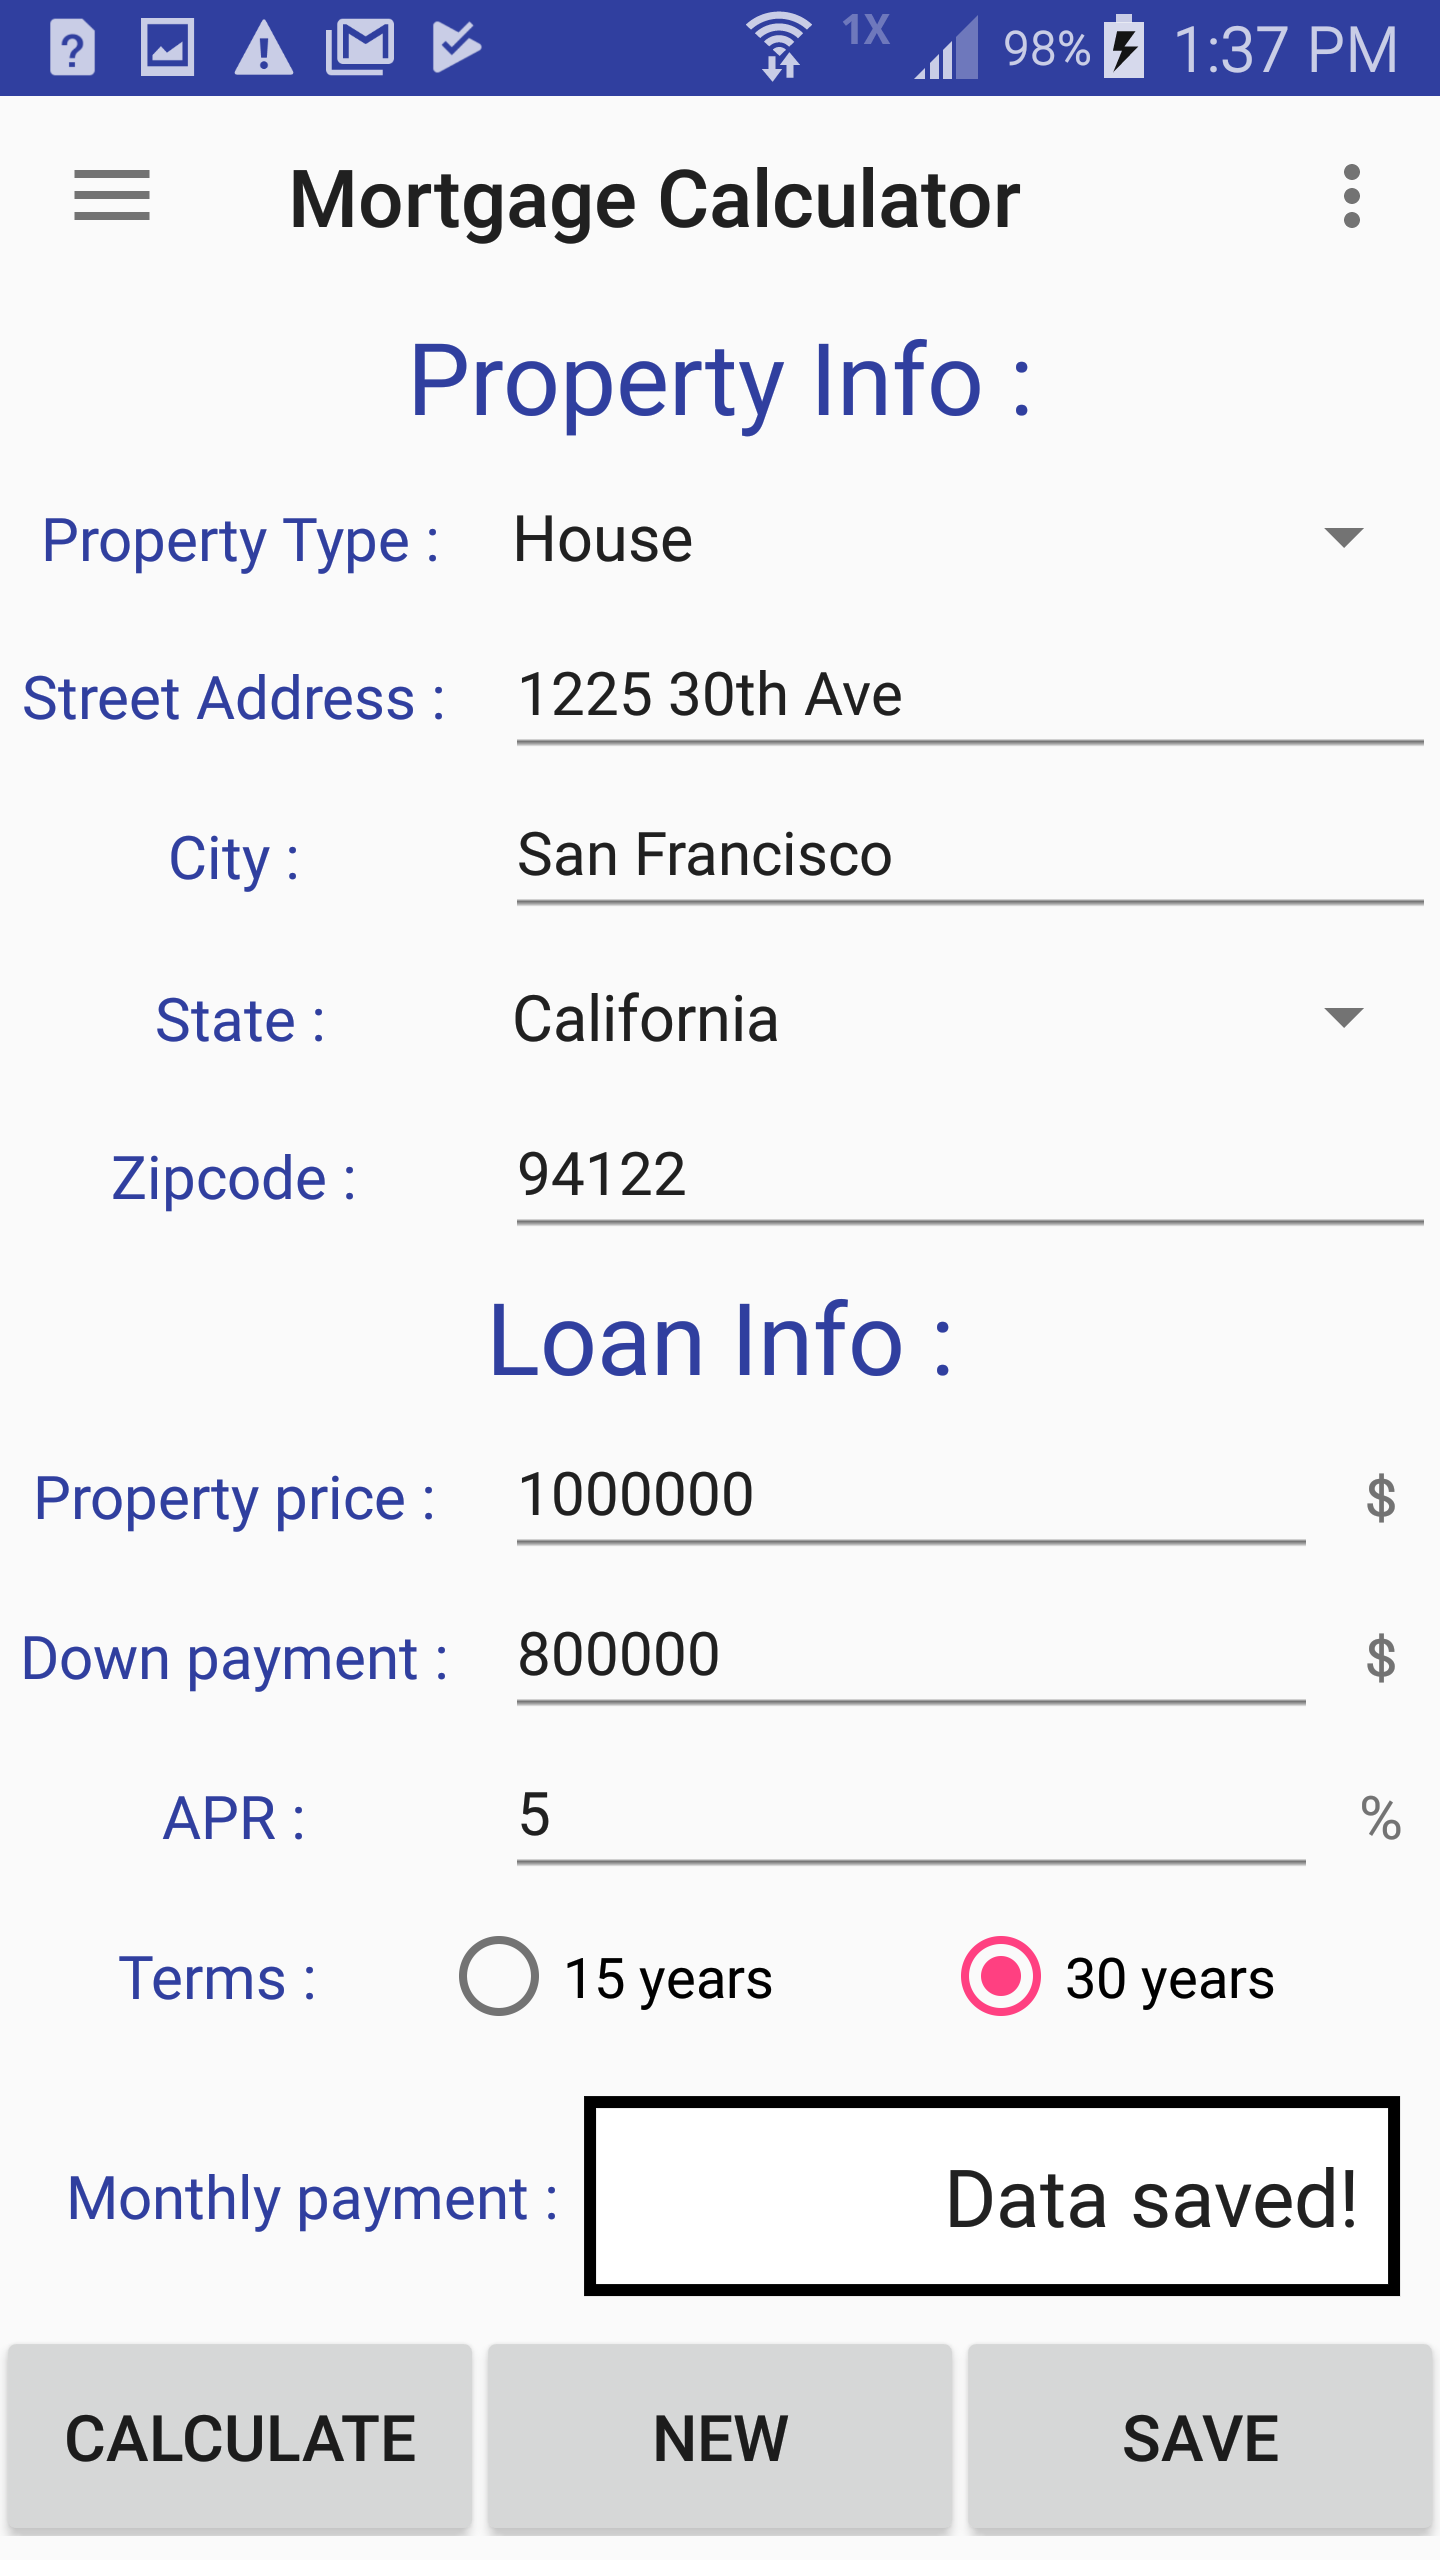 1X 98% 1:37 PM
Mortgage Calculator
Property Info :
Property Type : House
Street Address : 1225 30th Ave
City : San Francisco
State : California
Zipcode : 94122
Loan Info :
Property price : 1000000 $
Down payment : 800000 $
APR : 5 %
Terms : 15 years 30 years
Monthly payment : Data saved!
CALCULATE NEW SAVE